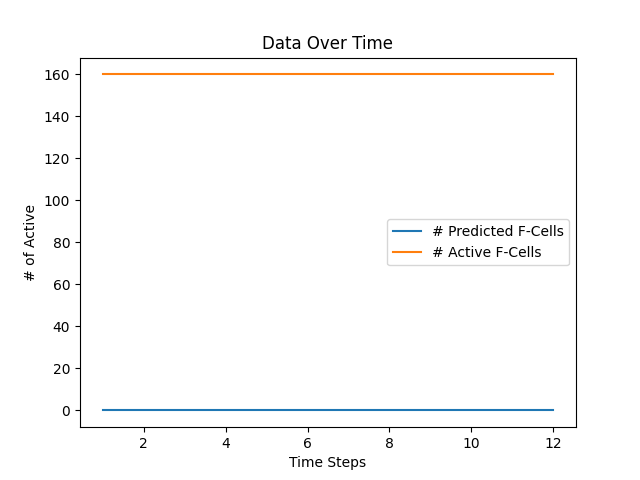 Data Over Time
# of Active
160
140
120
100
80
60
40
20
0
# Predicted F-Cells
# Active F-Cells
2 4 6 8 10 12
Time Steps